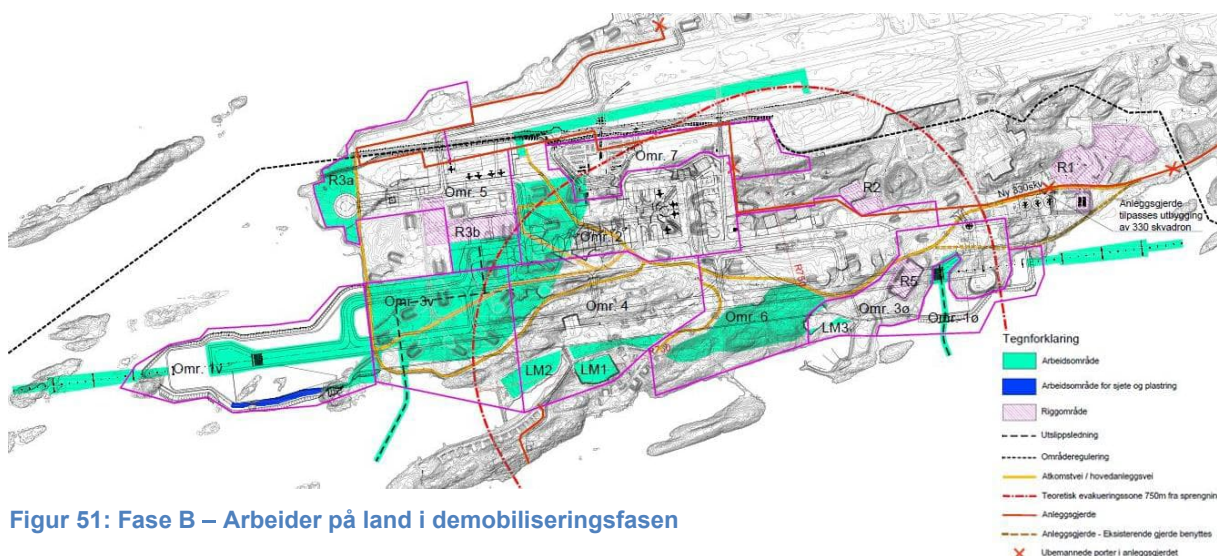 R3a
Omr. 5
Omr. 7
R3b
Omr. 2
R2
R1
Ny 330skv
Anleggsgjerde
tilpasses utbygging
av 330 skvadron
Omr. 3v
Omr. 4
R5
Omr. 6
Omr. 3ø
LM3
Omr. 1ø
Omr. 1v
LM2
LM1
Tegnforklaring
Arbeidsområde
Arbeidsområde for sjete og plastring
Riggområde
Utslippsledning
Områderegulering
Atkomstvei / hovedanleggsvei
Teoretisk evakueringssone 750m fra sprengnin
Anleggsgjerde
Anleggsgjerde - Eksisterende gjerde benyttes
Ubemannede porter i anleggsgjerdet
Figur 51: Fase B – Arbeider på land i demobiliseringsfasen